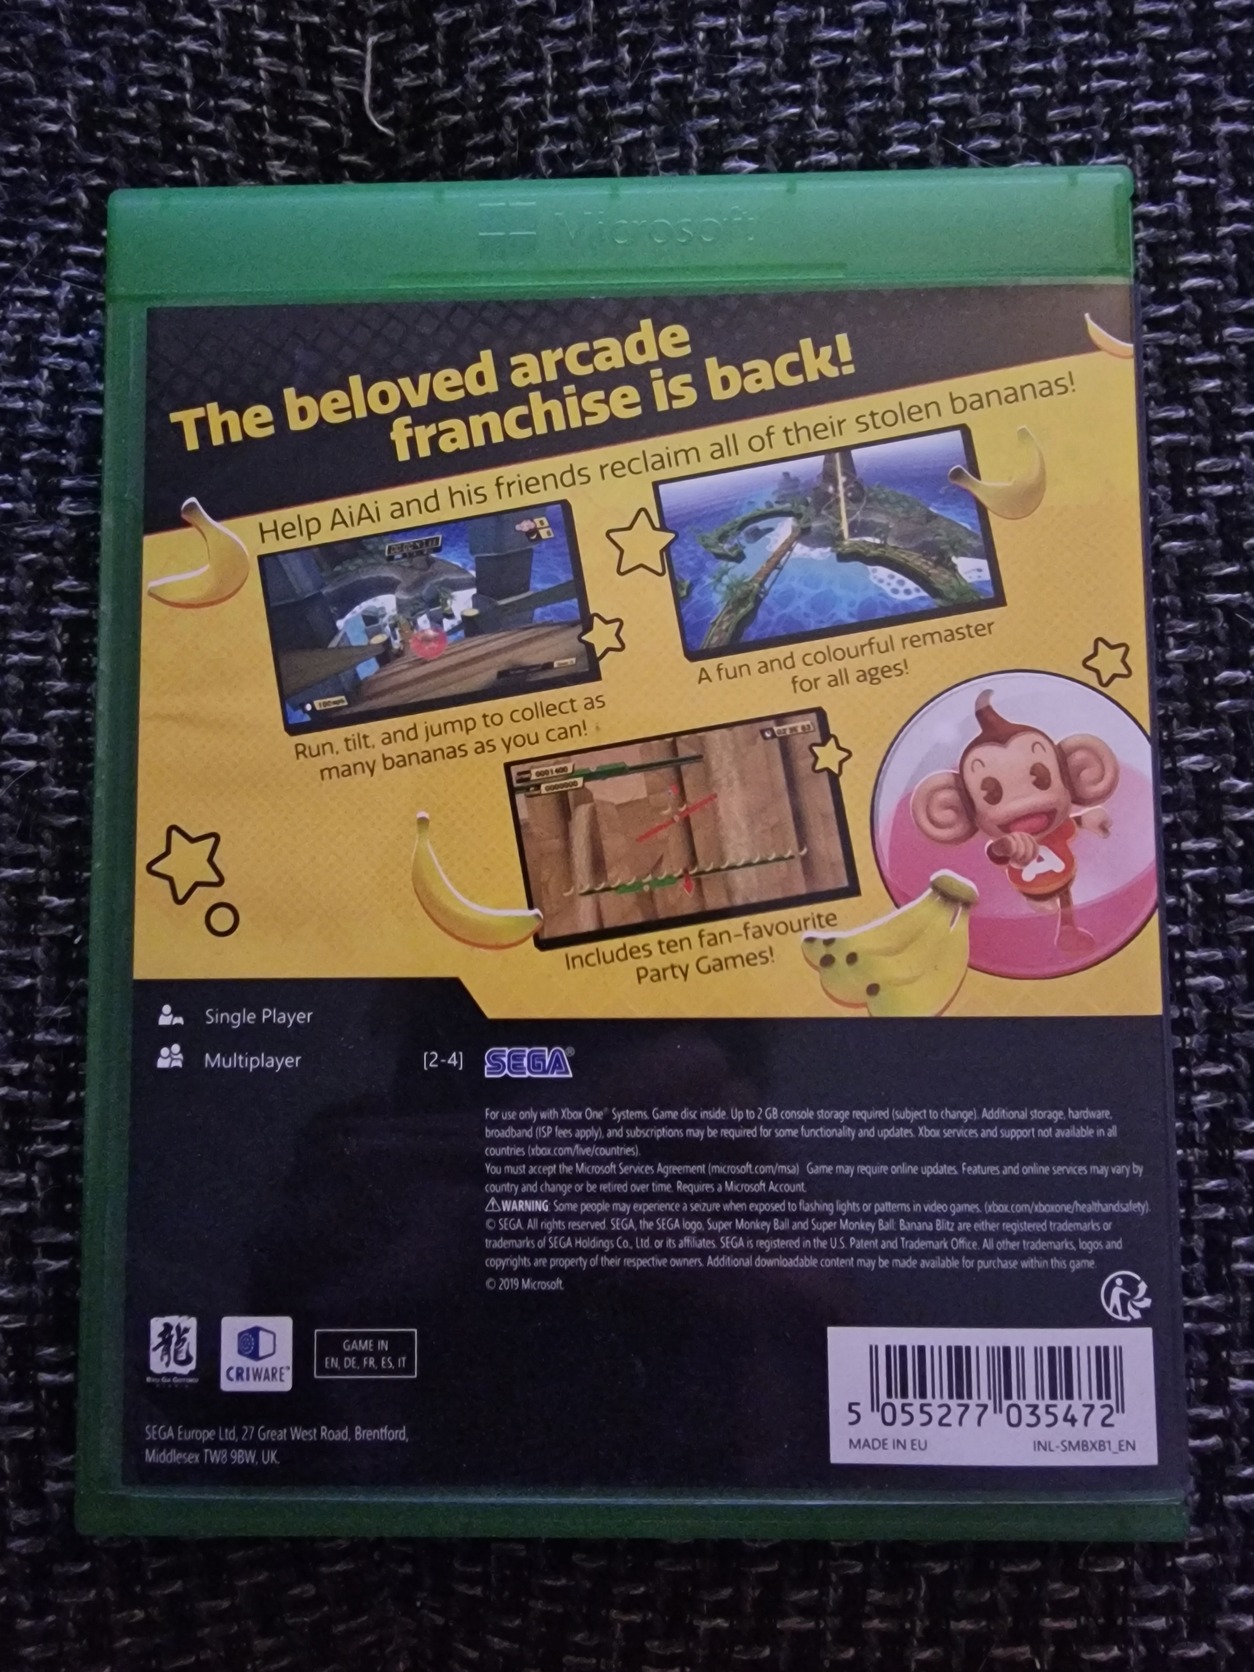 Microsoft
The beloved arcade
franchise is back!
Help AiAi and his friends reclaim all of their stolen bananas!
A fun and colourful remaster
for all ages!
Run, tilt, and jump to collect as
many bananas as you can!
0001400
0000000
A
Includes ten fan-favourite
Party Games!
Single Player
Multiplayer [2-4]
SEGA®
For use only with Xbox One® Systems. Game disc inside. Up to 2 GB console storage required (subject to change). Additional storage, hardware,
broadband (ISP fees apply), and subscriptions may be required for some functionality and updates. Xbox services and support not available in all
countries (xbox.com/live/countries).
You must accept the Microsoft Services Agreement (microsoft.com/msa) Game may require online updates. Features and online services may vary by
country and change or be retired over time. Requires a Microsoft Account.
⚠WARNING: Some people may experience a seizure when exposed to flashing lights or patterns in video games. (xbox.com/xboxone/healthandsafety).
© SEGA. All rights reserved. SEGA, the SEGA logo, Super Monkey Ball and Super Monkey Ball: Banana Blitz are either registered trademarks or
trademarks of SEGA Holdings Co., Ltd. or its affiliates. SEGA is registered in the U.S. Patent and Trademark Office. All other trademarks, logos and
copyrights are property of their respective owners. Additional downloadable content may be made available for purchase within this game.
© 2019 Microsoft.
龍
RYU GA GOTOKU
CRIWARE™
GAME IN
EN, DE, FR, ES, IT
SEGA Europe Ltd, 27 Great West Road, Brentford,
Middlesex TW8 9BW, UK.
5 055277 035472
MADE IN EU INL-SMBXB1_EN